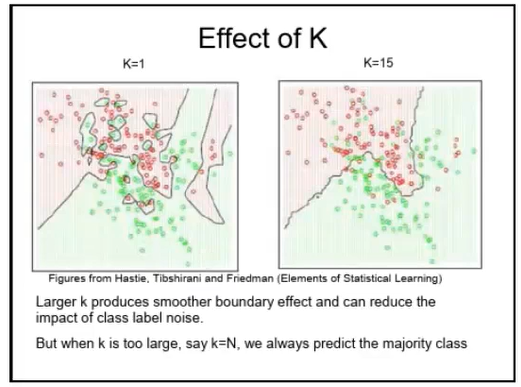 Effect of K
K=1
K=15
Figures from Hastie, Tibshirani and Friedman (Elements of Statistical Learning)
Larger k produces smoother boundary effect and can reduce the
impact of class label noise.
But when k is too large, say k=N, we always predict the majority class